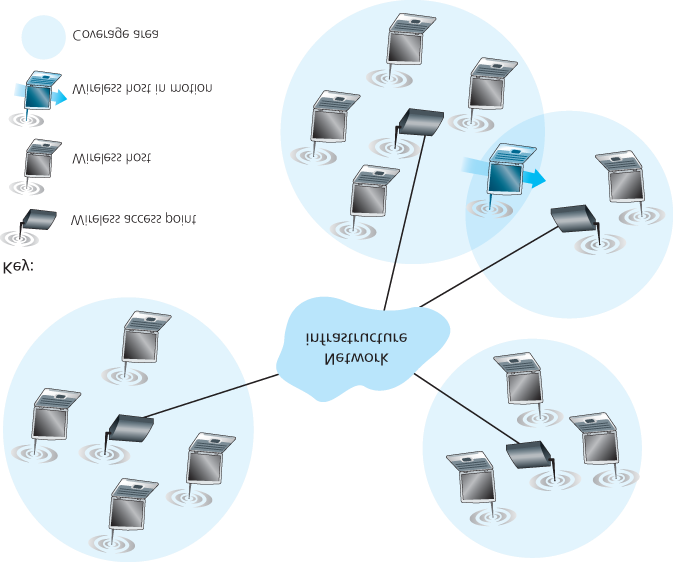 Key:
Wireless access point
Wireless host
Wireless host in motion
Coverage area
Network
infrastructure